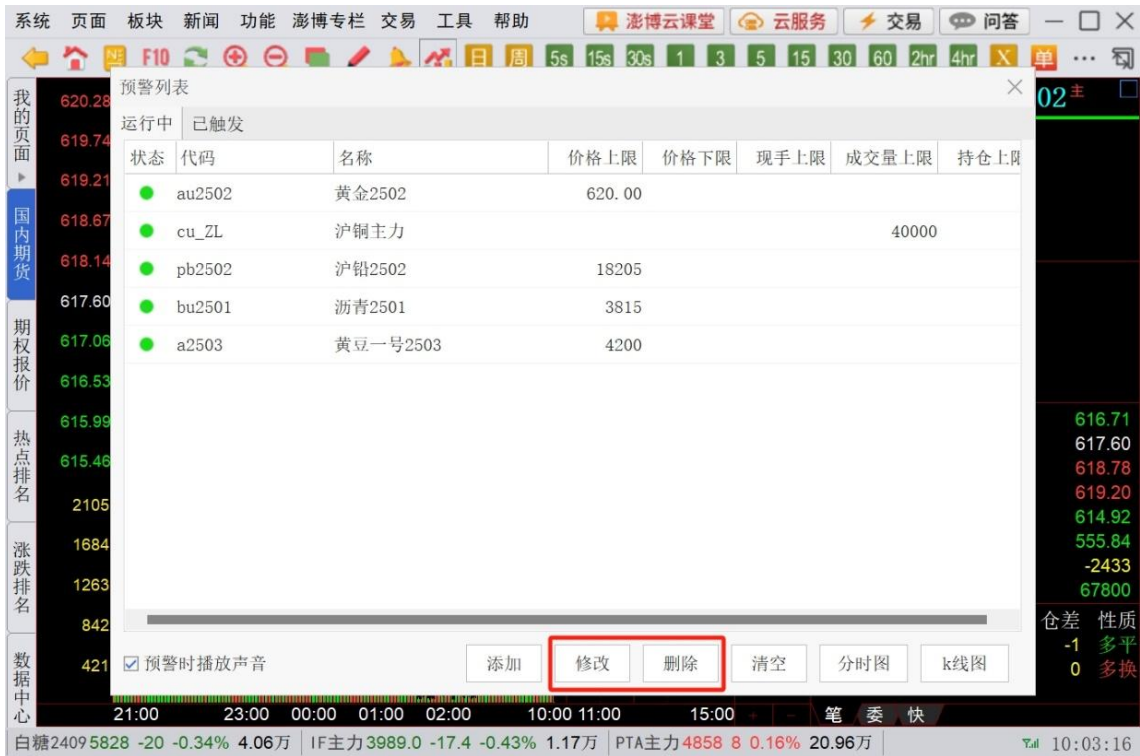 系统 页面 板块 新闻 功能 澎博专栏 交易 工具 帮助 澎博云课堂 云服务 交易 问答
F10 日 周 5s 15s 30s 1 3 5 15 30 60 2hr 4hr X 单 ...
我的页面
国内期货
期权报价
热点排名
涨跌排名
数据中心
620.28
619.74
619.21
618.67
618.14
617.60
617.06
616.53
615.99
615.46
2105
1684
1263
842
421
预警列表
运行中 已触发
状态 代码 名称 价格上限 价格下限 现手上限 成交量上限 持仓上限
au2502 黄金2502 620.00
cu_ZL 沪铜主力 40000
pb2502 沪铅2502 18205
bu2501 沥青2501 3815
a2503 黄豆一号2503 4200
预警时播放声音 添加 修改 删除 清空 分时图 k线图
02主
616.71
617.60
618.78
619.20
614.92
555.84
-2433
67800
仓差 性质
-1 多平
0 多换
21:00 23:00 00:00 01:00 02:00 10:00 11:00 15:00 + - 笔 委 快
白糖2409 5828 -20 -0.34% 4.06万 IF主力 3989.0 -17.4 -0.43% 1.17万 PTA主力 4858 8 0.16% 20.96万 10:03:16